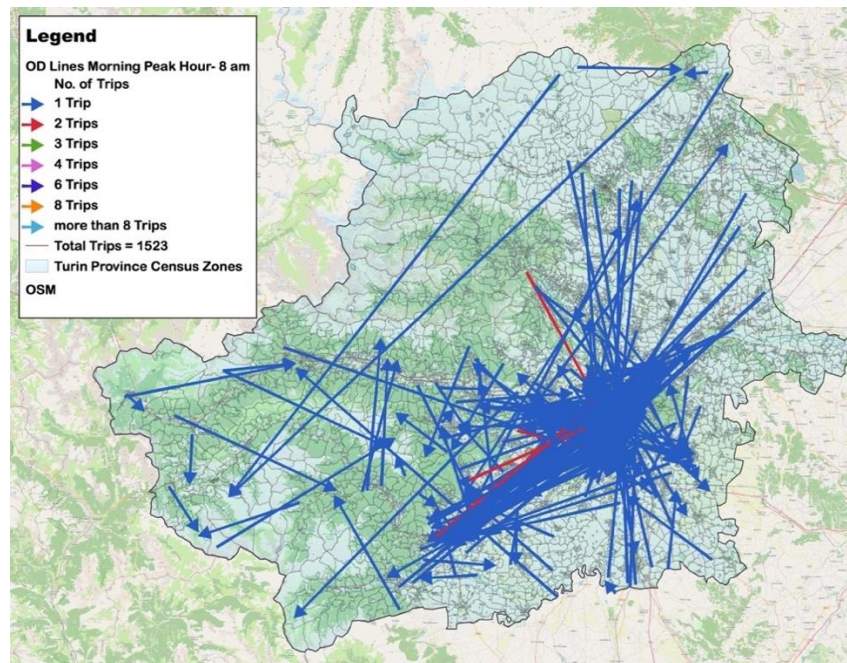 Legend
OD Lines Morning Peak Hour- 8 am
No. of Trips
1 Trip
2 Trips
3 Trips
4 Trips
6 Trips
8 Trips
more than 8 Trips
Total Trips = 1523
Turin Province Census Zones
OSM